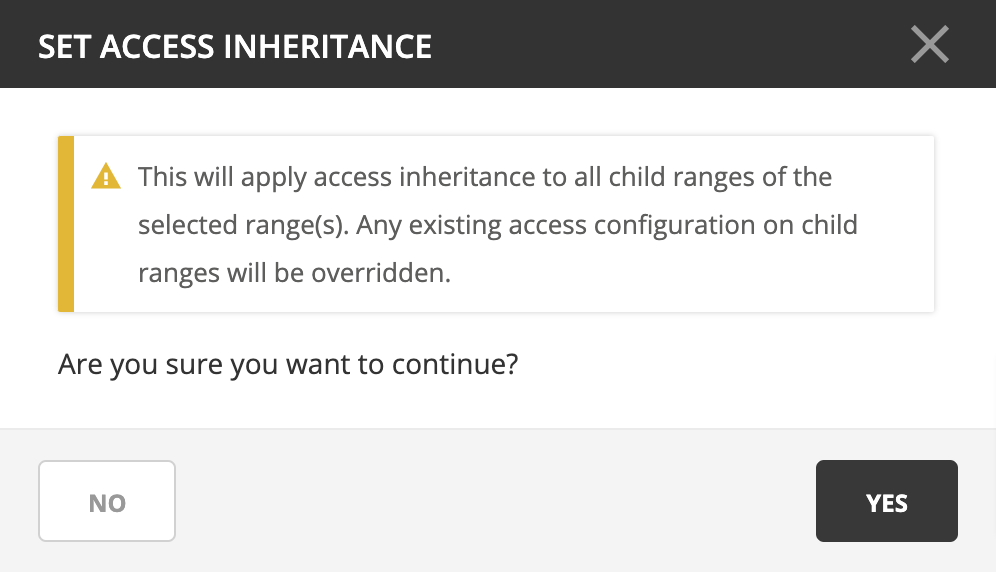 SET ACCESS INHERITANCE
This will apply access inheritance to all child ranges of the
selected range(s). Any existing access configuration on child
ranges will be overridden.
Are you sure you want to continue?
NO
YES